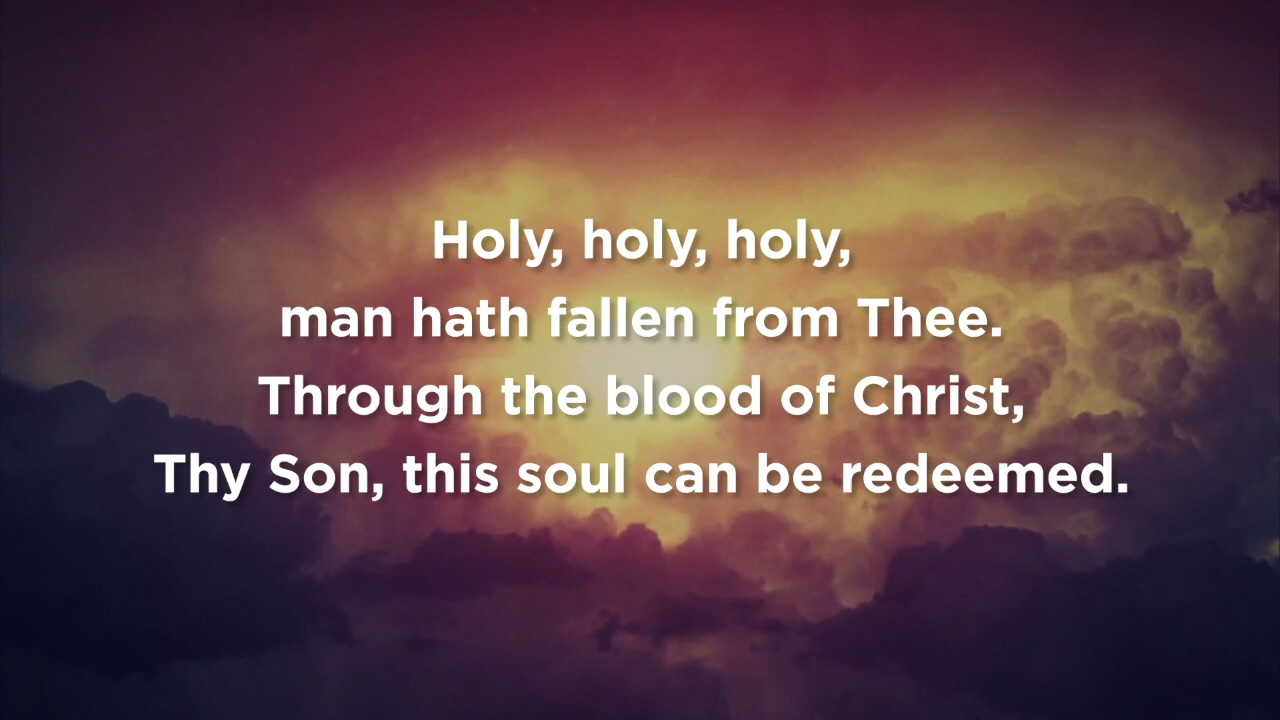 Holy, holy, holy,
man hath fallen from Thee.
Through the blood of Christ,
Thy Son, this soul can be redeemed.